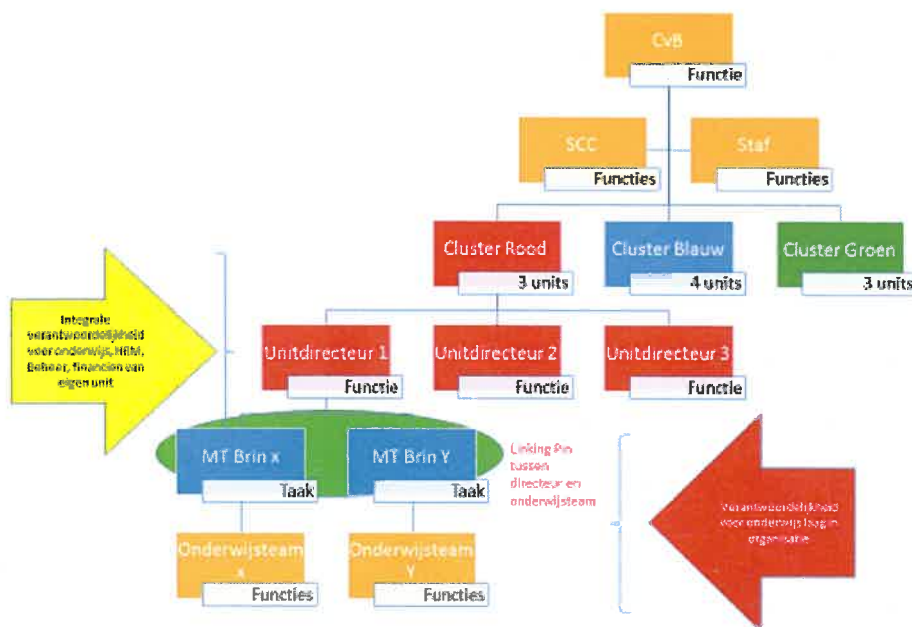 CvB
Functie
SCC
Functies
Staf
Functies
Cluster Rood
3 units
Cluster Blauw
4 units
Cluster Groen
3 units
Integrale
verantwoordelijkheid
voor onderwijs, HRM,
Beheer, financien van
eigen unit
Unitdirecteur 1
Functie
Unitdirecteur 2
Functie
Unitdirecteur 3
Functie
MT Brin x
Taak
MT Brin Y
Taak
Linking Pin
tussen
directeur en
onderwijsteam
Verantwoordelijkheid
voor onderwijs laag in
organisatie
Onderwijsteam
x
Functies
Onderwijsteam
Y
Functies